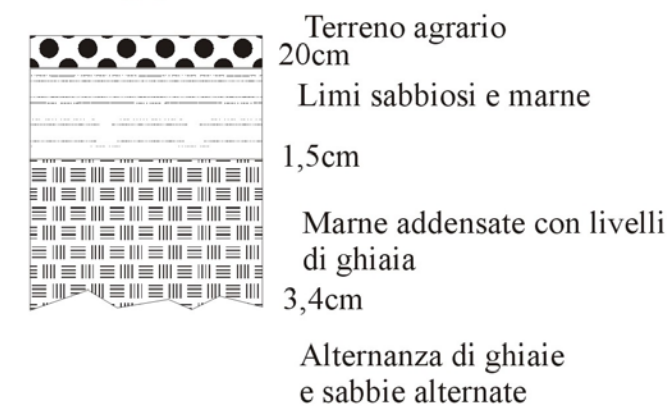 Terreno agrario
20cm
Limi sabbiosi e marne
1,5cm
Marne addensate con livelli
di ghiaia
3,4cm
Alternanza di ghiaie
e sabbie alternate